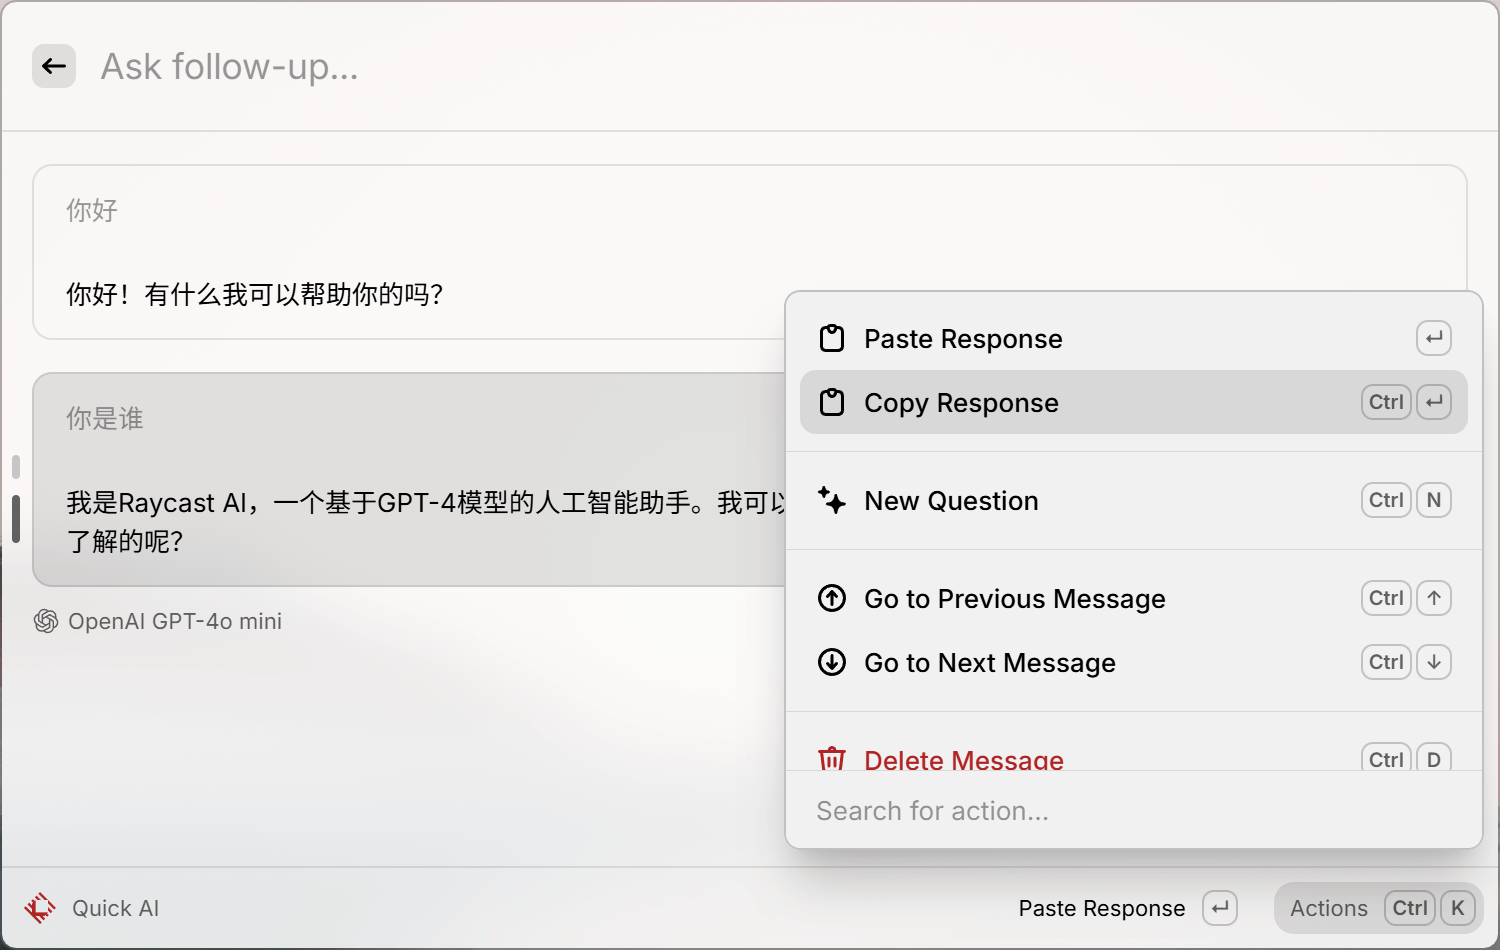 Ask follow-up...
你好
你好！有什么我可以帮助你的吗？
你是谁
我是Raycast AI，一个基于GPT-4模型的人工智能助手。我可
了解的呢？
OpenAI GPT-4o mini
Paste Response
Copy Response Ctrl
New Question Ctrl N
Go to Previous Message Ctrl ↑
Go to Next Message Ctrl ↓
Delete Message Ctrl D
Search for action...
Quick AI
Paste Response
Actions Ctrl K